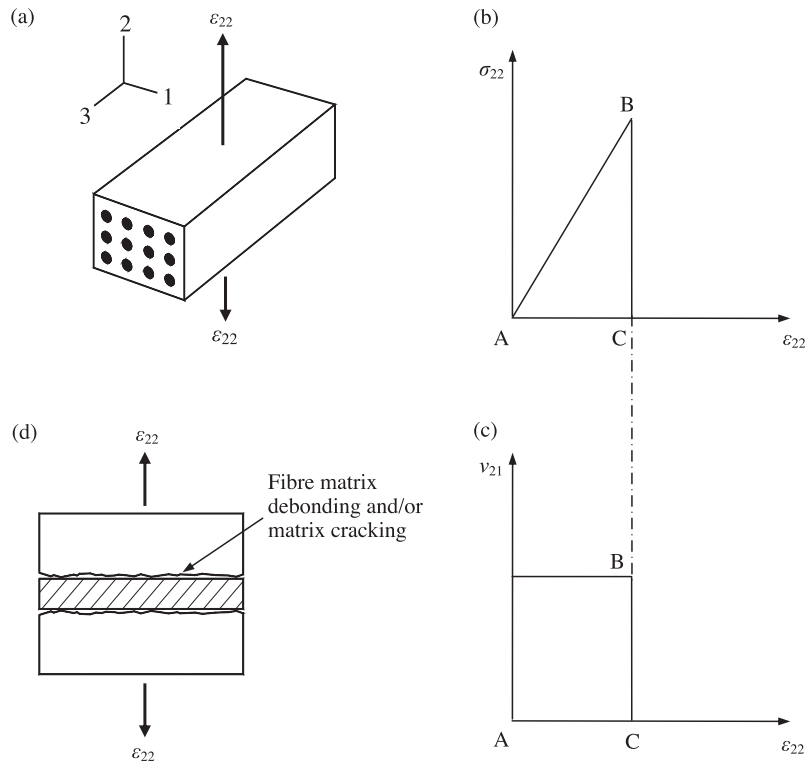 (a)
2
1
3
ε₂₂
ε₂₂
(b)
σ₂₂
B
A
C
ε₂₂
(d)
ε₂₂
Fibre matrix
debonding and/or
matrix cracking
ε₂₂
(c)
ν₂₁
B
A
C
ε₂₂